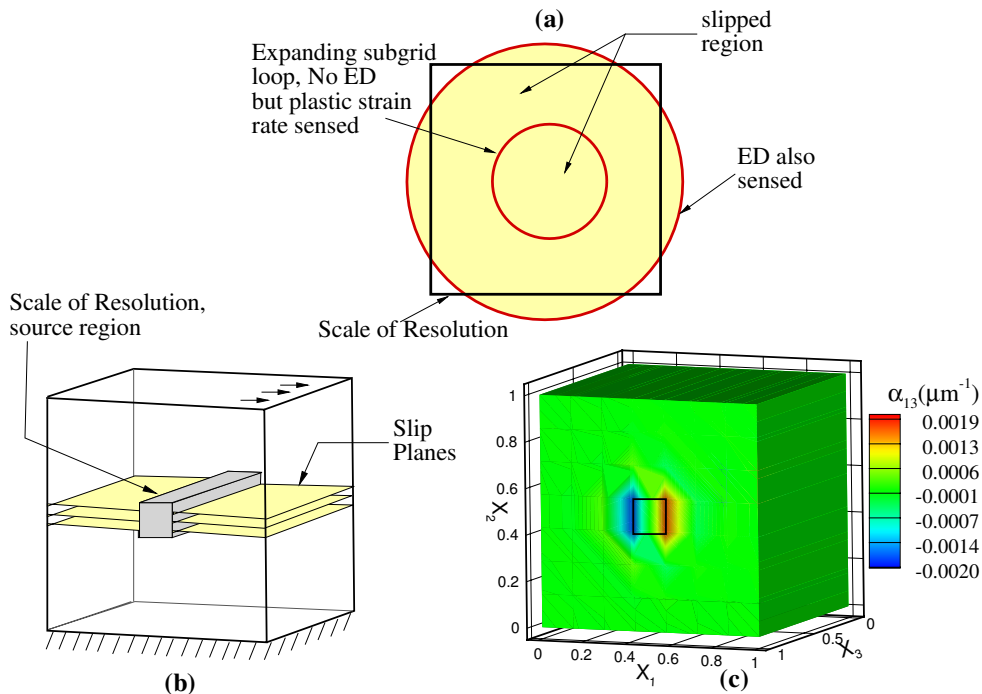 (a)
slipped
region
Expanding subgrid
loop, No ED
but plastic strain
rate sensed
ED also
sensed
Scale of Resolution
Scale of Resolution,
source region
Slip
Planes
(b)
1
0.8
0.6
0.4
0.2
0
X2
0
0.2
0.4
0.6
0.8
1
X1
1
0.5
0
X3
α13(μm-1)
0.0019
0.0013
0.0006
-0.0001
-0.0007
-0.0014
-0.0020
(c)